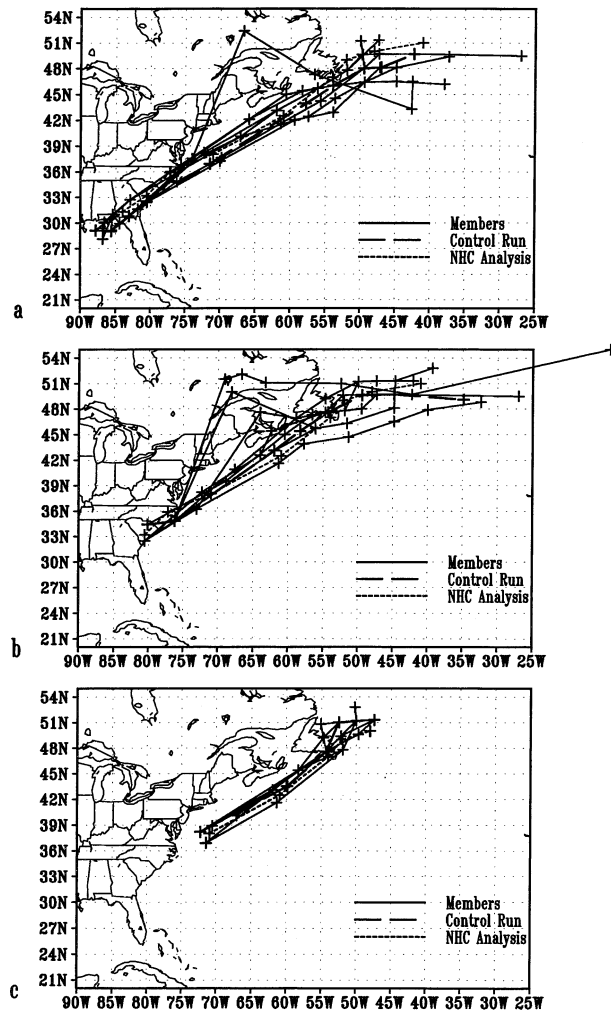 54N
51N
48N
45N
42N
39N
36N
33N
30N
27N
24N
21N
Members
Control Run
NHC Analysis
a
90W 85W 80W 75W 70W 65W 60W 55W 50W 45W 40W 35W 30W 25W
54N
51N
48N
45N
42N
39N
36N
33N
30N
27N
24N
21N
Members
Control Run
NHC Analysis
b
90W 85W 80W 75W 70W 65W 60W 55W 50W 45W 40W 35W 30W 25W
54N
51N
48N
45N
42N
39N
36N
33N
30N
27N
24N
21N
Members
Control Run
NHC Analysis
c
90W 85W 80W 75W 70W 65W 60W 55W 50W 45W 40W 35W 30W 25W